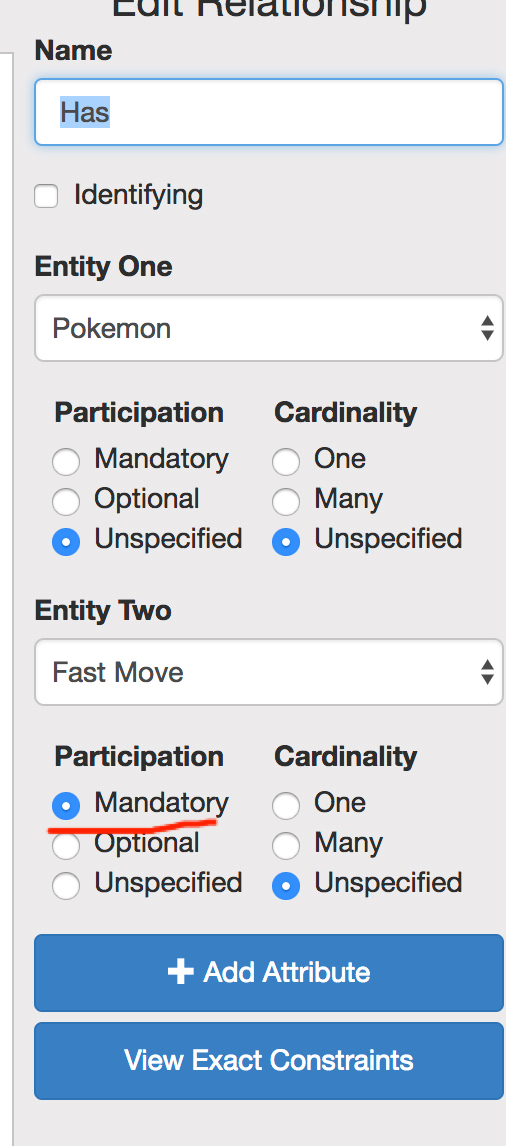 Edit Relationship
Name
Has
Identifying
Entity One
Pokemon
Participation Cardinality
Mandatory One
Optional Many
Unspecified Unspecified
Entity Two
Fast Move
Participation Cardinality
Mandatory One
Optional Many
Unspecified Unspecified
Add Attribute
View Exact Constraints